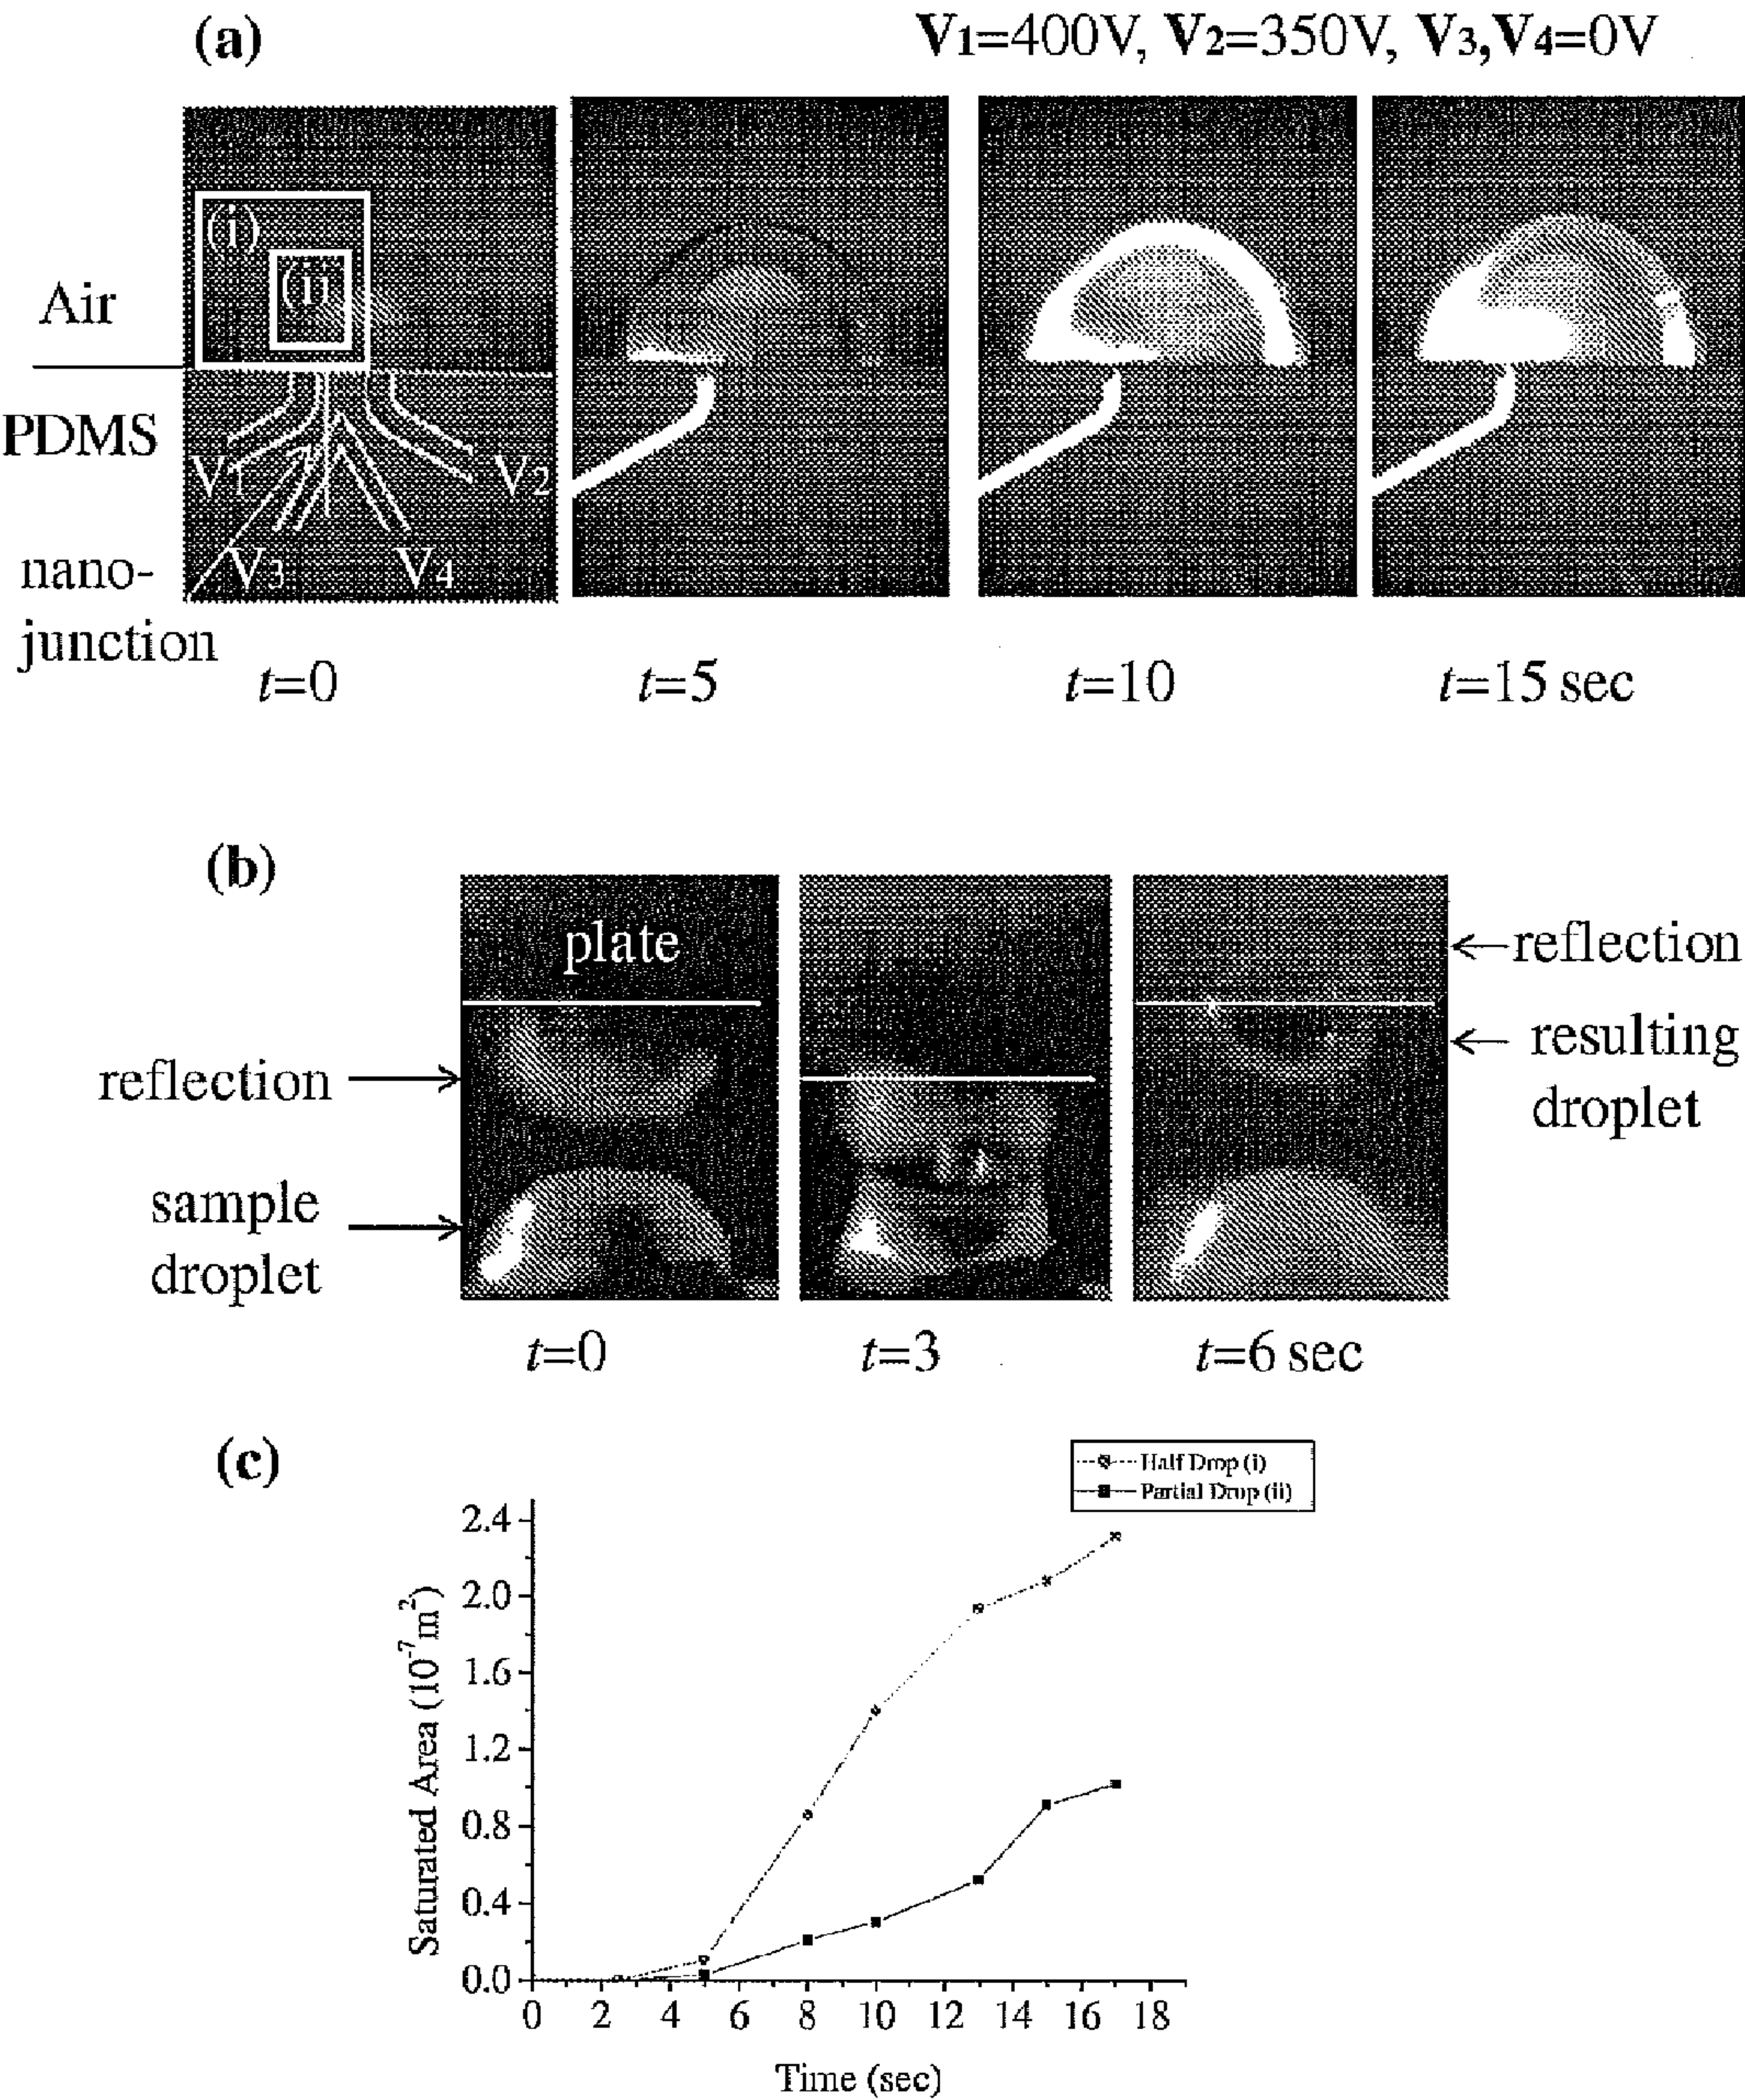 (a)
V1=400V, V2=350V, V3,V4=0V
(i)
(i)
Air
PDMS
V1
V2
nano-
junction
V3
V4
t=0
t=5
t=10
t=15 sec
(b)
plate
reflection
sample
droplet
reflection
resulting
droplet
t=0
t=3
t=6 sec
(c)
Half Drop (i)
Partial Drop (ii)
Saturated Area (10⁻⁷m²)
2.4
2.0
1.6
1.2
0.8
0.4
0.0
0 2 4 6 8 10 12 14 16 18
Time (sec)